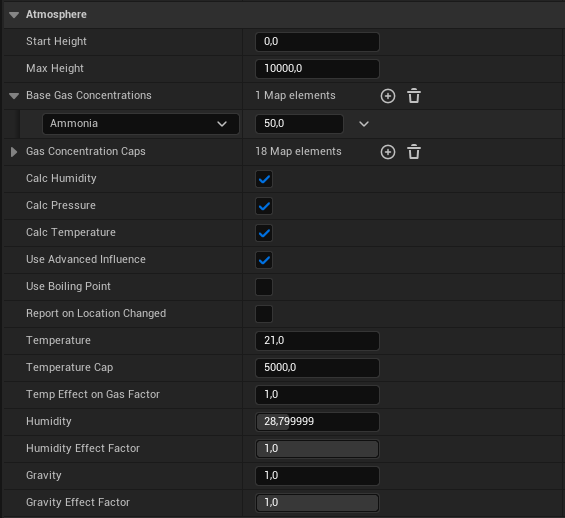 Atmosphere
Start Height 0,0
Max Height 10000,0
Base Gas Concentrations 1 Map elements
Ammonia 50,0
Gas Concentration Caps 18 Map elements
Calc Humidity
Calc Pressure
Calc Temperature
Use Advanced Influence
Use Boiling Point
Report on Location Changed
Temperature 21,0
Temperature Cap 5000,0
Temp Effect on Gas Factor 1,0
Humidity 28,799999
Humidity Effect Factor 1,0
Gravity 1,0
Gravity Effect Factor 1,0